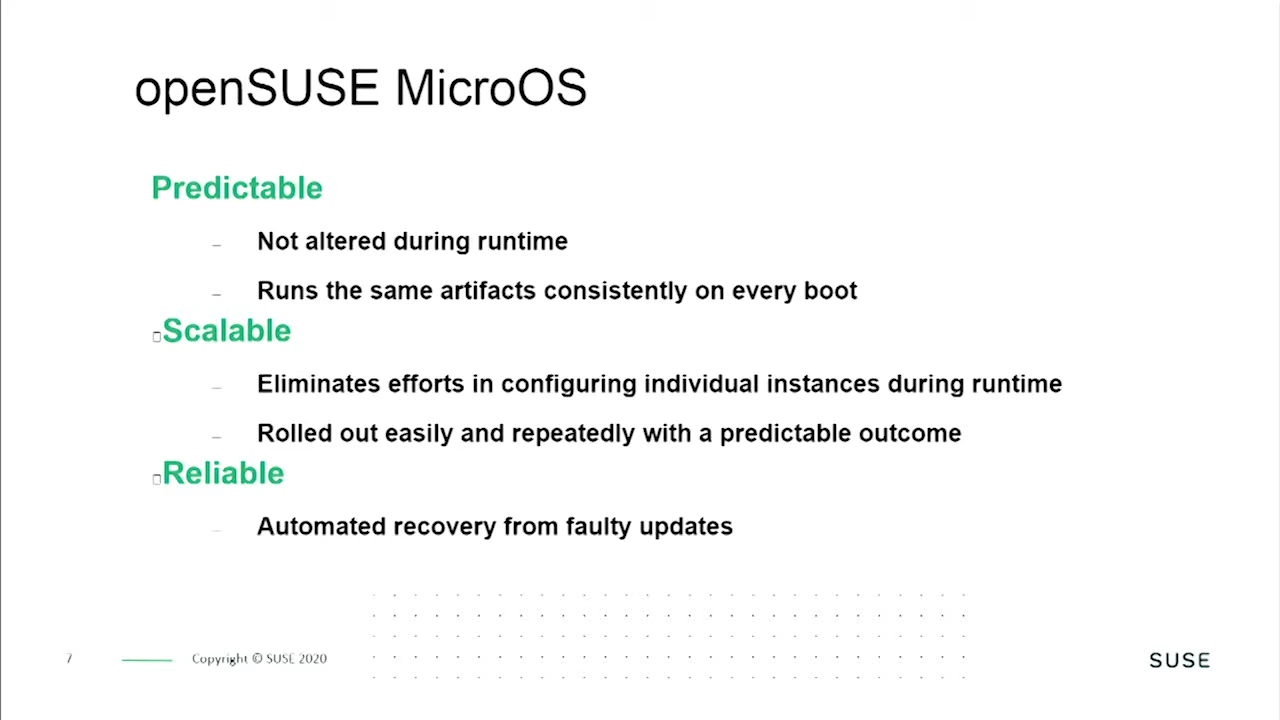 openSUSE MicroOS
Predictable
– Not altered during runtime
– Runs the same artifacts consistently on every boot
Scalable
– Eliminates efforts in configuring individual instances during runtime
– Rolled out easily and repeatedly with a predictable outcome
Reliable
– Automated recovery from faulty updates
7 Copyright © SUSE 2020
SUSE